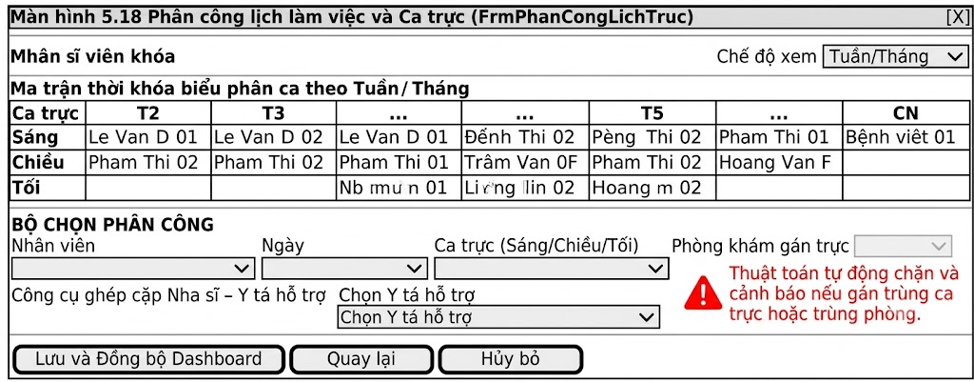 Màn hình 5.18 Phân công lịch làm việc và Ca trực (FrmPhanCongLichTruc) [X]
Nhân sĩ viên khóa Chế độ xem Tuần/Tháng
Ma trận thời khóa biểu phân ca theo Tuần/Tháng
Ca trực T2 T3 ... ... T5 ... CN
Sáng Le Van D 01 Le Van D 02 Le Van D 01 Đếnh Thi 02 Pèng Thi 02 Pham Thi 01 Bệnh viêt 01
Chiều Pham Thi 02 Pham Thi 02 Pham Thi 01 Trâm Van 0F Pham Thi 02 Hoang Van F
Tối 01 02 Hoang m 02
BỘ CHỌN PHÂN CÔNG
Nhân viên Ngày Ca trực (Sáng/Chiều/Tối) Phòng khám gán trực
Thuật toán tự động chặn và
cảnh báo nếu gán trùng ca
trực hoặc trùng phòng.
Công cụ ghép cặp Nha sĩ – Y tá hỗ trợ Chọn Y tá hỗ trợ
Chọn Y tá hỗ trợ
Lưu và Đồng bộ Dashboard Quay lại Hủy bỏ